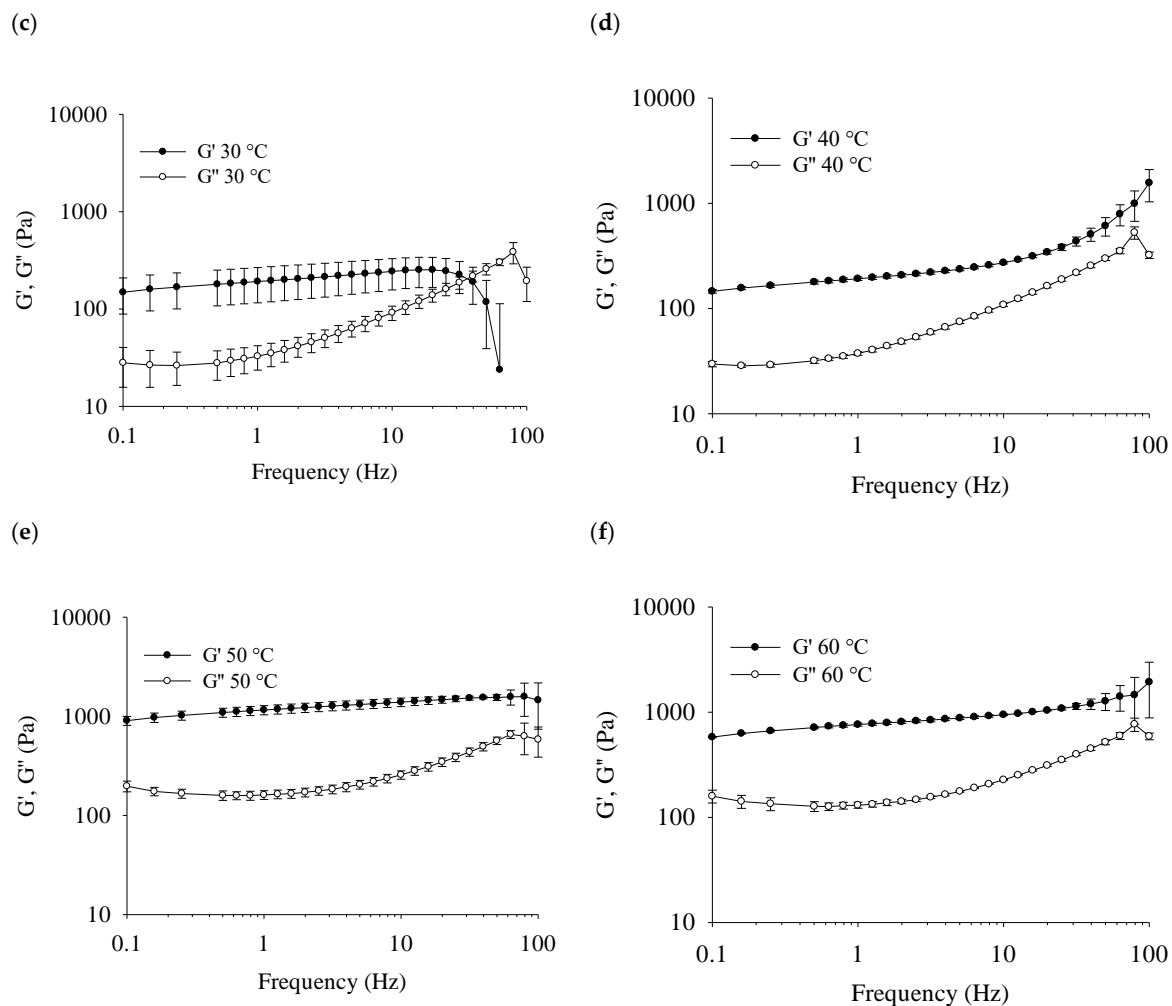 (c)
10000
1000
100
10
G', G" (Pa)
G' 30 °C
G" 30 °C
0.1 1 10 100
Frequency (Hz)
(d)
10000
1000
100
10
G', G" (Pa)
G' 40 °C
G" 40 °C
0.1 1 10 100
Frequency (Hz)
(e)
10000
1000
100
10
G', G" (Pa)
G' 50 °C
G" 50 °C
0.1 1 10 100
Frequency (Hz)
(f)
10000
1000
100
10
G', G" (Pa)
G' 60 °C
G" 60 °C
0.1 1 10 100
Frequency (Hz)